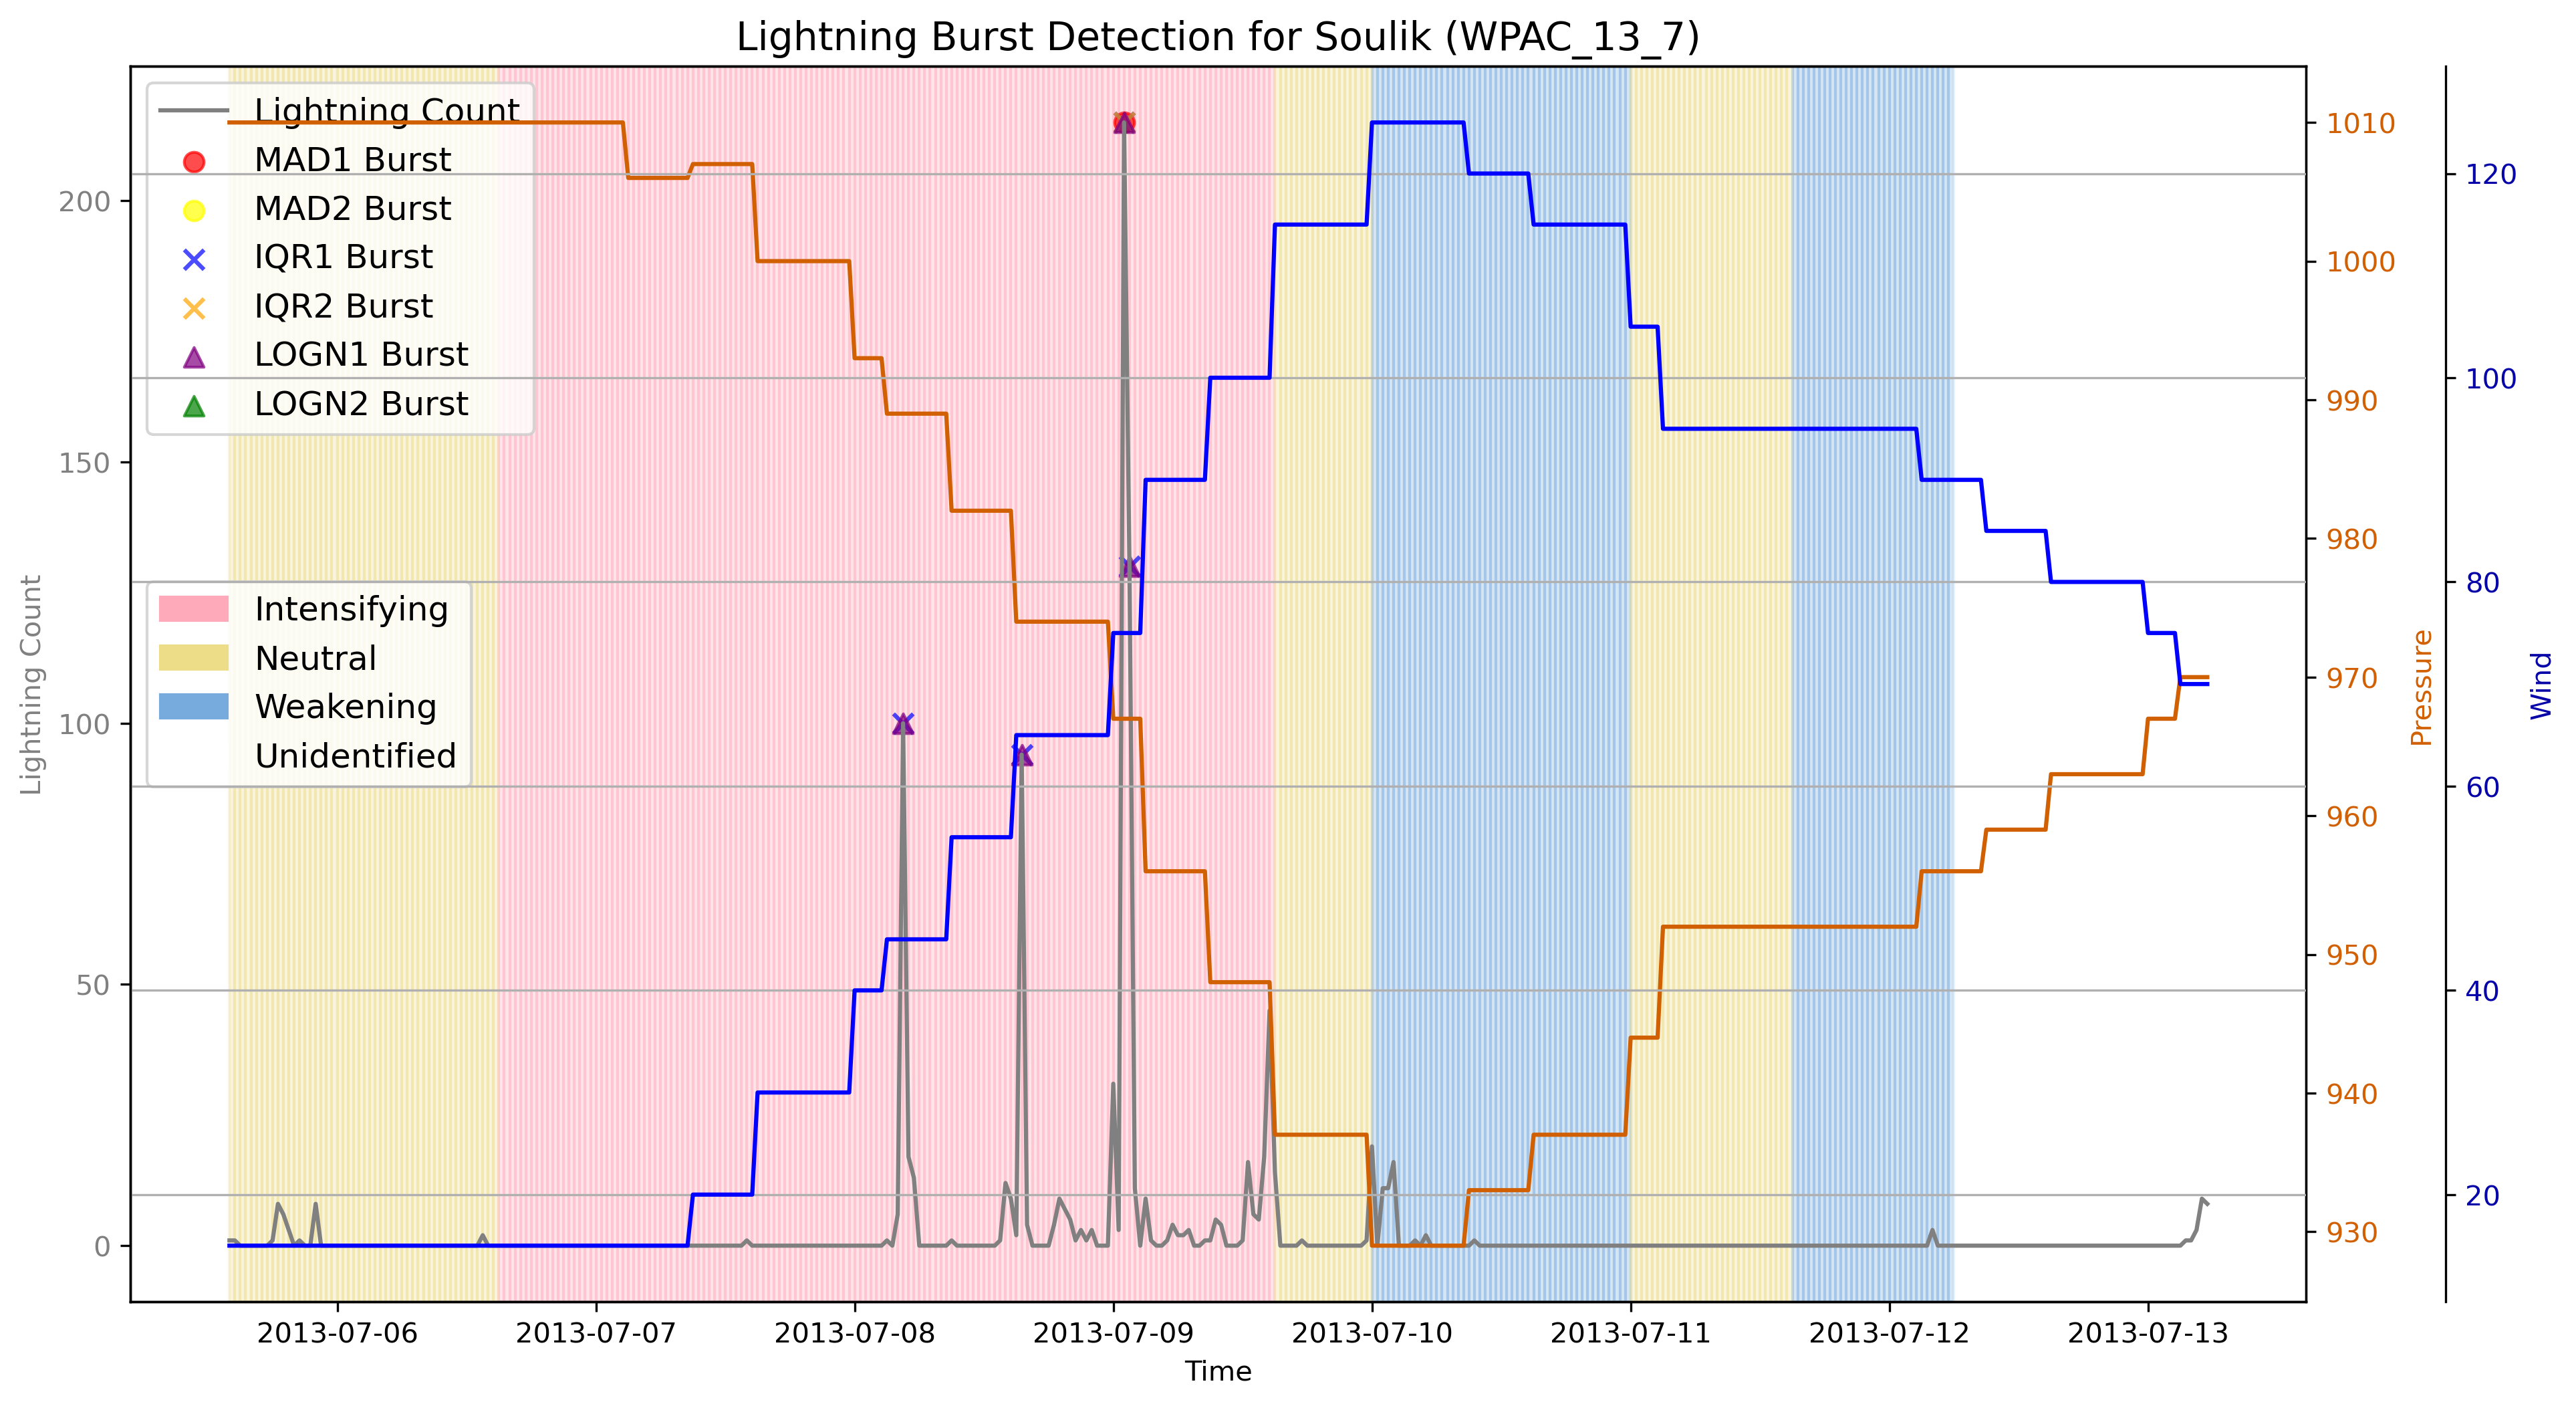 Lightning Burst Detection for Soulik (WPAC_13_7)
Lightning Count
MAD1 Burst
MAD2 Burst
IQR1 Burst
IQR2 Burst
LOGN1 Burst
LOGN2 Burst
Intensifying
Neutral
Weakening
Unidentified
Lightning Count
200
150
100
50
0
1010
1000
990
980
970
960
950
940
930
Pressure
120
100
80
60
40
20
Wind
2013-07-06
2013-07-07
2013-07-08
2013-07-09
2013-07-10
2013-07-11
2013-07-12
2013-07-13
Time